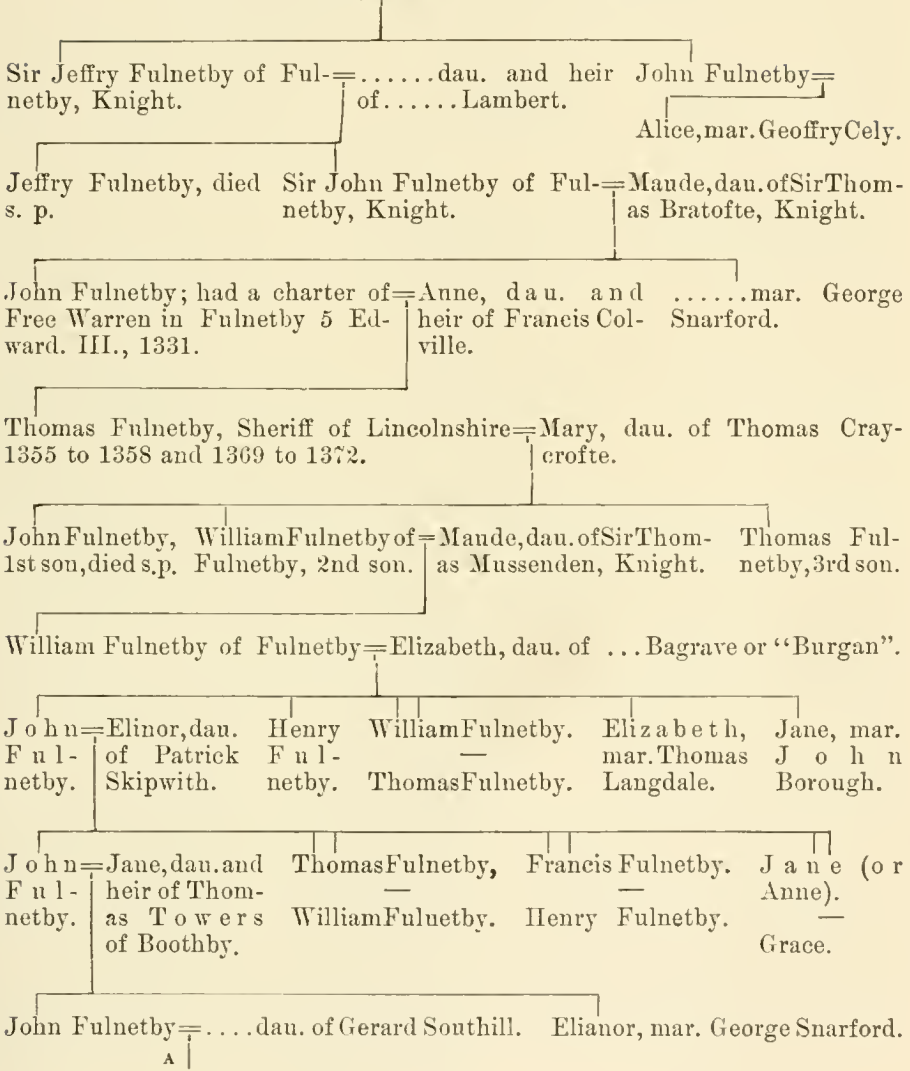 Sir Jeffry Fulnetby of Ful-=......dau. and heir John Fulnetby=
netby, Knight. of......Lambert.
Alice, mar. Geoffry Cely.
Jeffry Fulnetby, died Sir John Fulnetby of Ful-=Maude, dau. of Sir Thom-
s. p. netby, Knight. as Bratofte, Knight.
John Fulnetby; had a charter of=Anne, dau. and ......mar. George
Free Warren in Fulnetby 5 Ed- heir of Francis Col- Snarford.
ward. III., 1331. ville.
Thomas Fulnetby, Sheriff of Lincolnshire=Mary, dau. of Thomas Cray-
1355 to 1358 and 1369 to 1372. crofte.
John Fulnetby, William Fulnetby of=Maude, dau. of Sir Thom- Thomas Ful-
1st son, died s.p. Fulnetby, 2nd son. as Mussenden, Knight. netby, 3rd son.
William Fulnetby of Fulnetby=Elizabeth, dau. of ...Bagrave or "Burgan".
John=Elinor, dau. Henry William Fulnetby. Elizabeth, Jane, mar.
Ful- of Patrick Ful- — mar. Thomas John
netby. Skipwith. netby. Thomas Fulnetby. Langdale. Borough.
John=Jane, dau. and Thomas Fulnetby, Francis Fulnetby. Jane (or
Ful- heir of Thom- — — Anne).
netby. as Towers William Fuluetby. Henry Fulnetby. —
of Boothby. Grace.
John Fulnetby=....dau. of Gerard Southill. Elianor, mar. George Snarford.
A